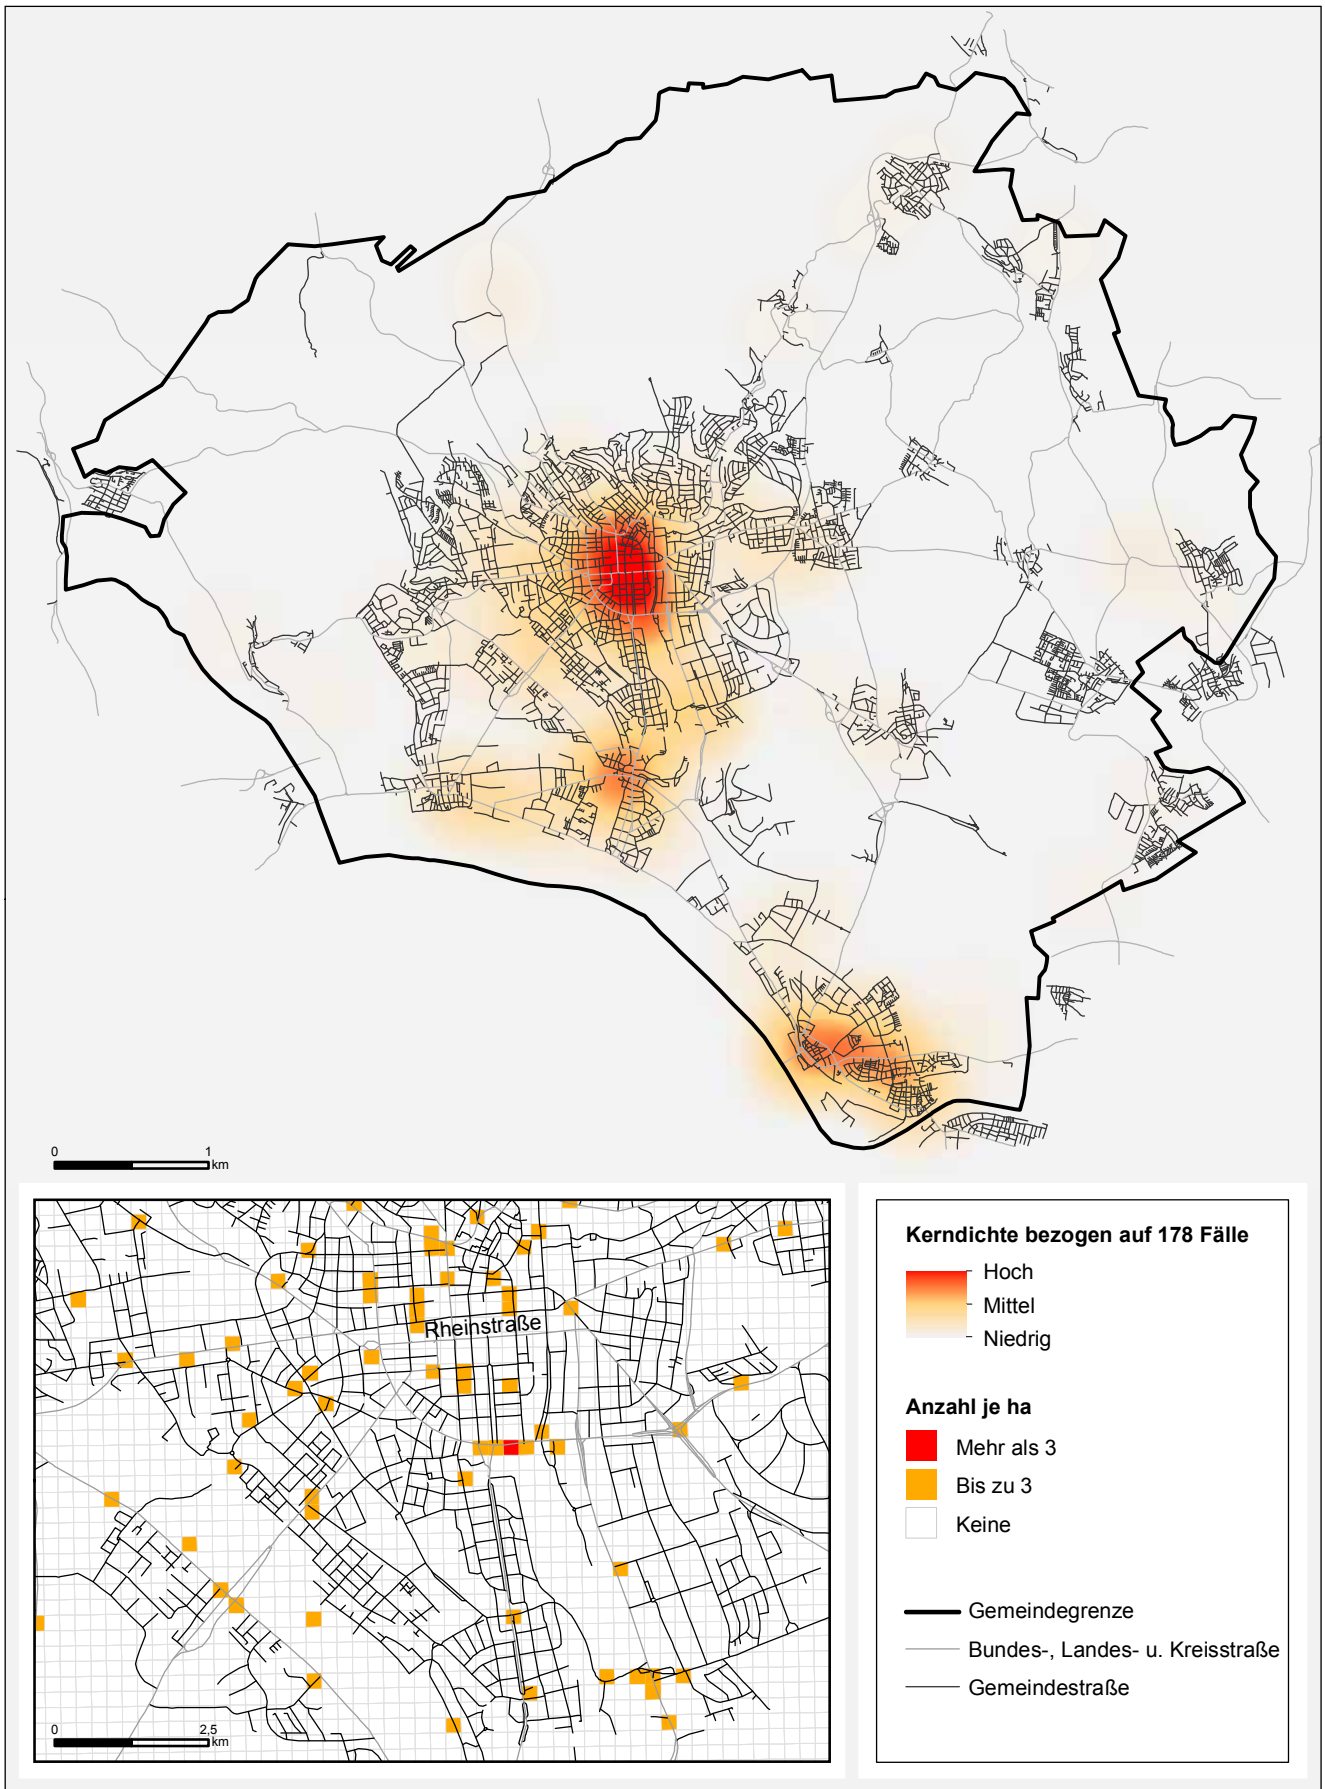 0 1
km
Rheinstraße
0 2,5
km
Kerndichte bezogen auf 178 Fälle
Hoch
Mittel
Niedrig
Anzahl je ha
Mehr als 3
Bis zu 3
Keine
Gemeindegrenze
Bundes-, Landes- u. Kreisstraße
Gemeindestraße